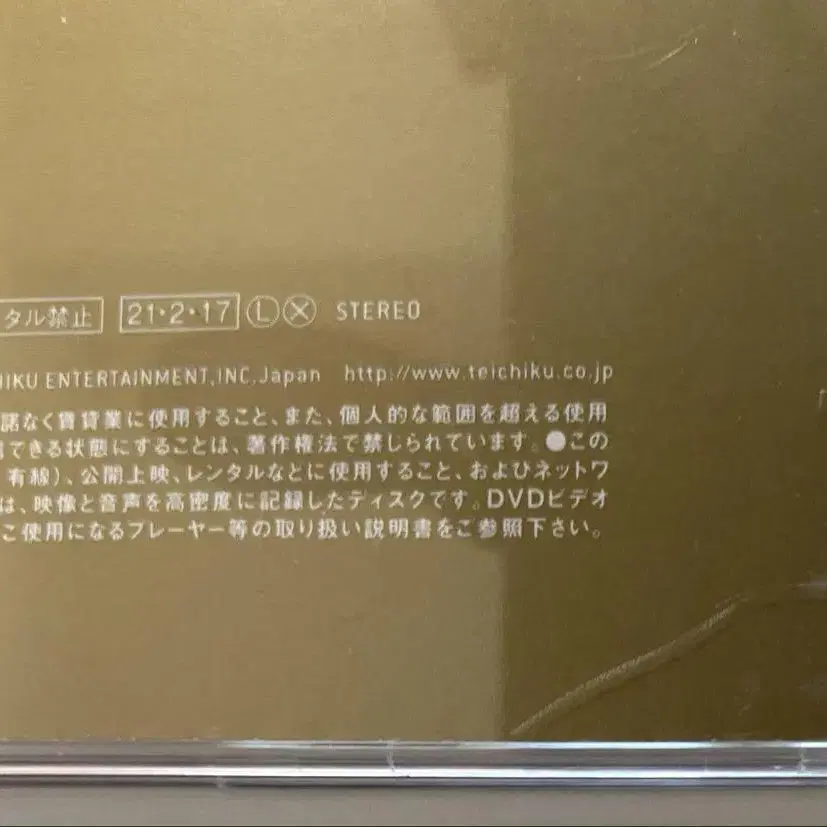 タル禁止 21・2・17 Ⓛ Ⓧ STEREO
HIKU ENTERTAINMENT,INC,Japan http://www.teichiku.co.jp
諾なく賃貸業に使用すること、また、個人的な範囲を超える使用
できる状態にすることは、著作権法で禁じられています。●この
有線)、公開上映、レンタルなどに使用すること、およびネットワ
は、映像と音声を高密度に記録したディスクです。DVDビデオ
ご使用になるプレーヤー等の取り扱い説明書をご参照下さい。